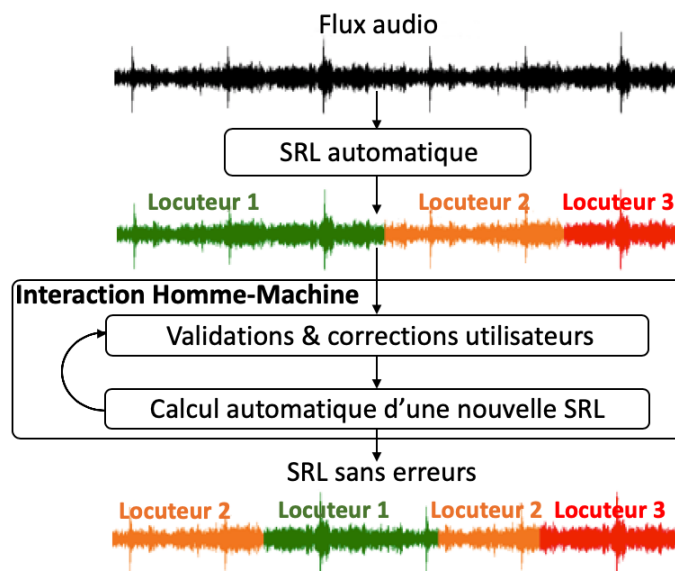 Flux audio
SRL automatique
Locuteur 1 Locuteur 2 Locuteur 3
Interaction Homme-Machine
Validations & corrections utilisateurs
Calcul automatique d’une nouvelle SRL
SRL sans erreurs
Locuteur 2 Locuteur 1 Locuteur 2 Locuteur 3